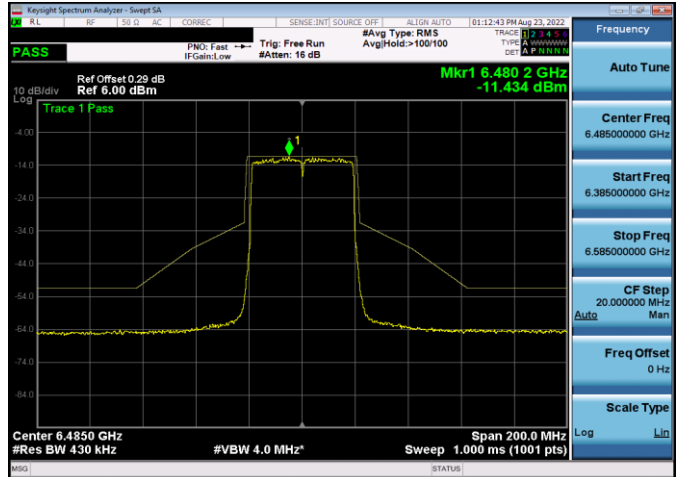 Keysight Spectrum Analyzer - Swept SA
RL RF 50 Ω AC CORREC SENSE:INT SOURCE OFF ALIGN AUTO 01:12:43 PM Aug 23, 2022
PASS
PNO: Fast
IFGain:Low
Trig: Free Run
#Atten: 16 dB
#Avg Type: RMS
Avg|Hold:>100/100
TRACE 1 2 3 4 5 6
TYPE A WWWWW
DET A P N N N N
Ref Offset 0.29 dB
10 dB/div Ref 6.00 dBm
Log
Mkr1 6.480 2 GHz
-11.434 dBm
Trace 1 Pass
1
-4.00
-14.0
-24.0
-34.0
-44.0
-54.0
-64.0
-74.0
-84.0
Center 6.4850 GHz
#Res BW 430 kHz
#VBW 4.0 MHz*
Span 200.0 MHz
Sweep 1.000 ms (1001 pts)
MSG
STATUS
Frequency
Auto Tune
Center Freq
6.485000000 GHz
Start Freq
6.385000000 GHz
Stop Freq
6.585000000 GHz
CF Step
20.000000 MHz
Auto Man
Freq Offset
0 Hz
Scale Type
Log Lin